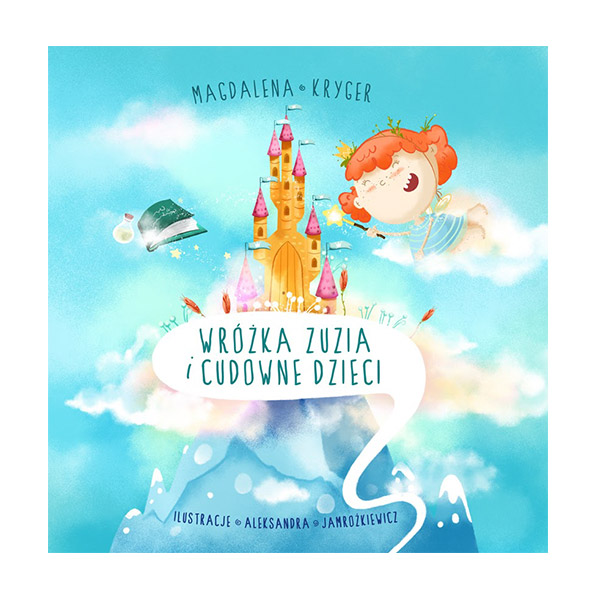 MAGDALENA KRYGER
WRÓŻKA ZUZIA
i CUDOWNE DZIECI
ILUSTRACJE ALEKSANDRA JAMROŻKIEWICZ